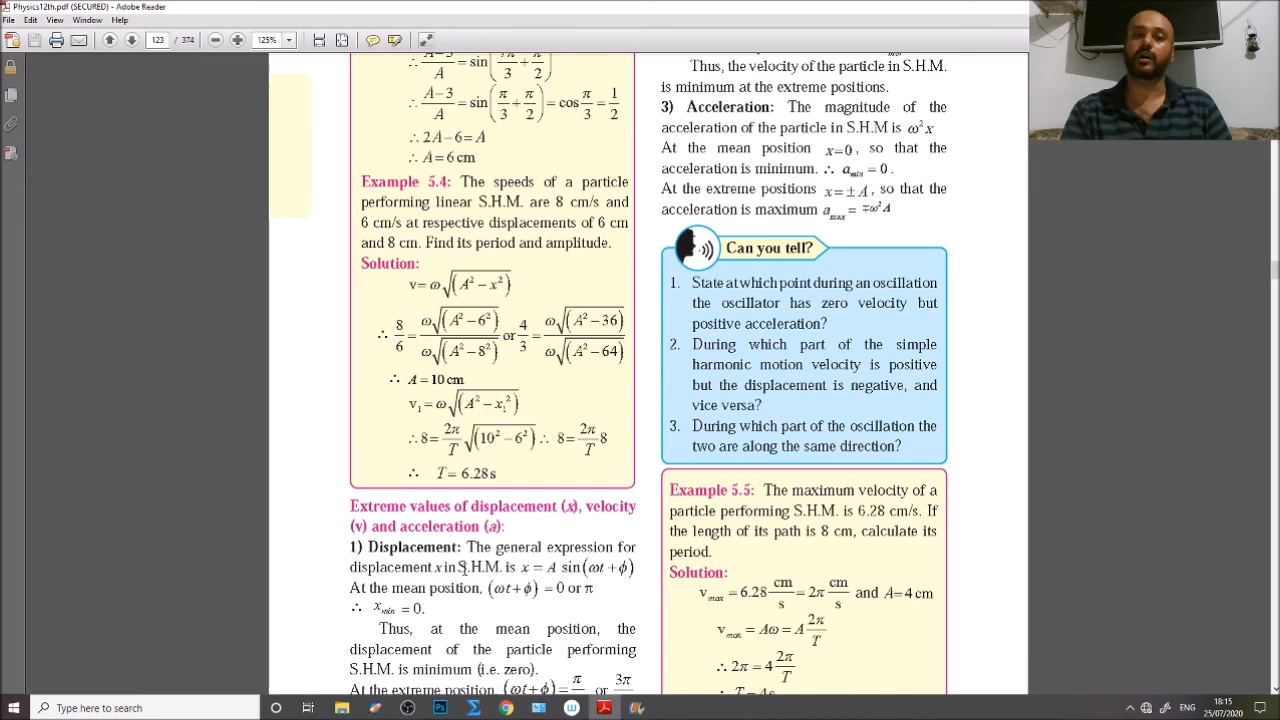 Physics12th.pdf (SECURED) - Adobe Reader
File Edit View Window Help
123 / 374 125%
∴ A−3/A = sin(7π/3 + π/2)
∴ A−3/A = sin(π/3 + π/2) = cos π/3 = 1/2
∴ 2A−6 = A
∴ A = 6 cm
Example 5.4: The speeds of a particle
performing linear S.H.M. are 8 cm/s and
6 cm/s at respective displacements of 6 cm
and 8 cm. Find its period and amplitude.
Solution:
v = ω√(A² − x²)
∴ 8/6 = ω√(A² − 6²) / ω√(A² − 8²) or 4/3 = ω√(A² − 36) / ω√(A² − 64)
∴ A = 10 cm
v₁ = ω√(A² − x₁²)
∴ 8 = 2π/T √(10² − 6²) ∴ 8 = 2π/T 8
∴ T = 6.28 s
Extreme values of displacement (x), velocity
(v) and acceleration (a):
1) Displacement: The general expression for
displacement x in S.H.M. is x = A sin(ωt + ϕ)
At the mean position, (ωt + ϕ) = 0 or π
∴ xmin = 0.
Thus, at the mean position, the
displacement of the particle performing
S.H.M. is minimum (i.e. zero).
At the extreme position, (ωt + ϕ) = π or 3π
Thus, the velocity of the particle in S.H.M.
is minimum at the extreme positions.
3) Acceleration: The magnitude of the
acceleration of the particle in S.H.M is ω²x
At the mean position x=0, so that the
acceleration is minimum. ∴ amin = 0.
At the extreme positions x = ± A, so that the
acceleration is maximum amax = ∓ω²A
Can you tell?
1. State at which point during an oscillation
the oscillator has zero velocity but
positive acceleration?
2. During which part of the simple
harmonic motion velocity is positive
but the displacement is negative, and
vice versa?
3. During which part of the oscillation the
two are along the same direction?
Example 5.5: The maximum velocity of a
particle performing S.H.M. is 6.28 cm/s. If
the length of its path is 8 cm, calculate its
period.
Solution:
vmax = 6.28 cm/s = 2π cm/s and A = 4 cm
vmax = Aω = A 2π/T
∴ 2π = 4 2π/T
∴ T = 4s
Type here to search
ENG
18:15
25/07/2020